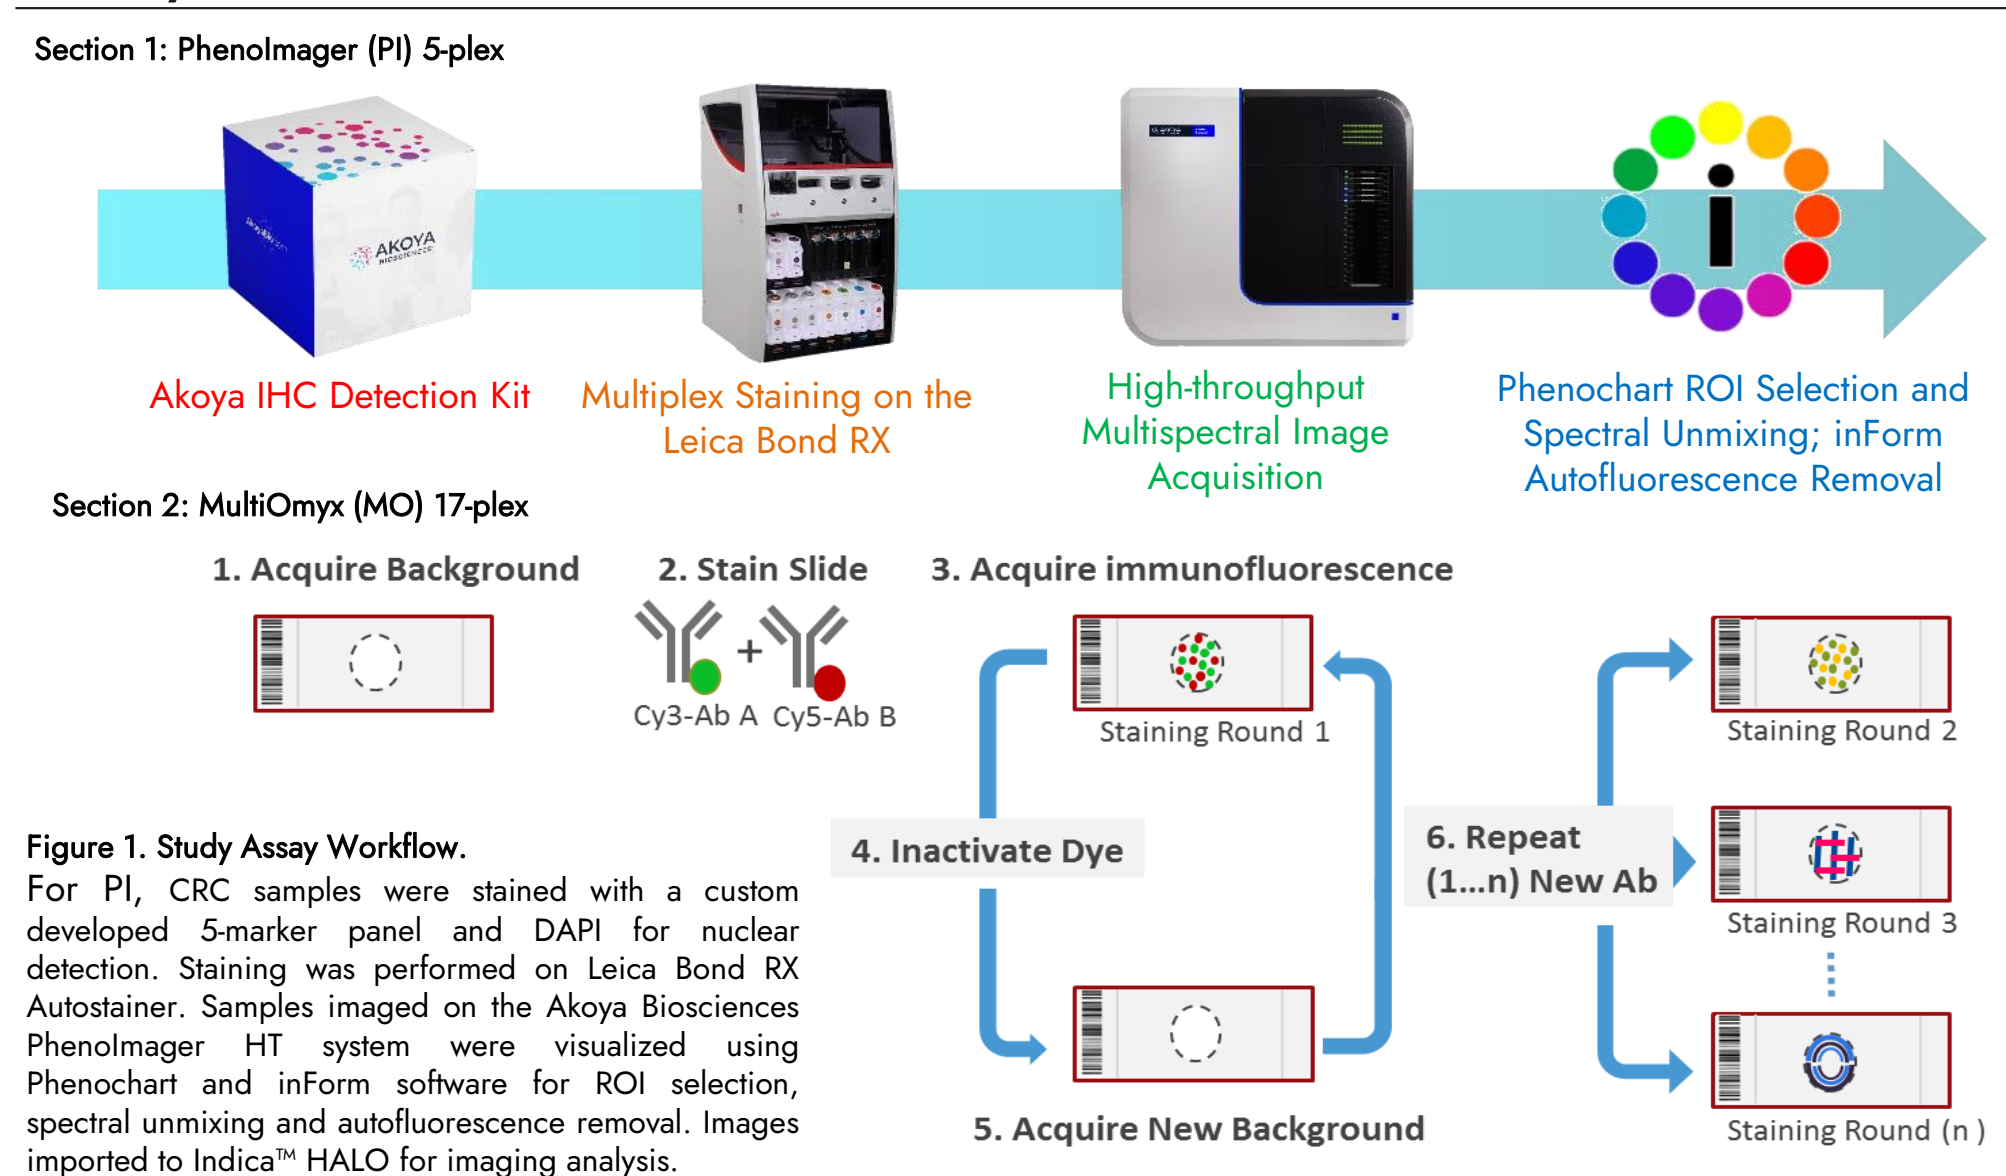 Section 1: PhenoImager (PI) 5-plex
AKOYA
BIOSCIENCES
Akoya IHC Detection Kit
Multiplex Staining on the
Leica Bond RX
High-throughput
Multispectral Image
Acquisition
Phenochart ROI Selection and
Spectral Unmixing; inForm
Autofluorescence Removal
Section 2: MultiOmyx (MO) 17-plex
1. Acquire Background
2. Stain Slide
3. Acquire immunofluorescence
+
Cy3-Ab A Cy5-Ab B
Staining Round 1
Staining Round 2
4. Inactivate Dye
6. Repeat
(1...n) New Ab
Staining Round 3
5. Acquire New Background
Staining Round (n )
Figure 1. Study Assay Workflow.
For PI, CRC samples were stained with a custom
developed 5-marker panel and DAPI for nuclear
detection. Staining was performed on Leica Bond RX
Autostainer. Samples imaged on the Akoya Biosciences
PhenoImager HT system were visualized using
Phenochart and inForm software for ROI selection,
spectral unmixing and autofluorescence removal. Images
imported to Indica™ HALO for imaging analysis.